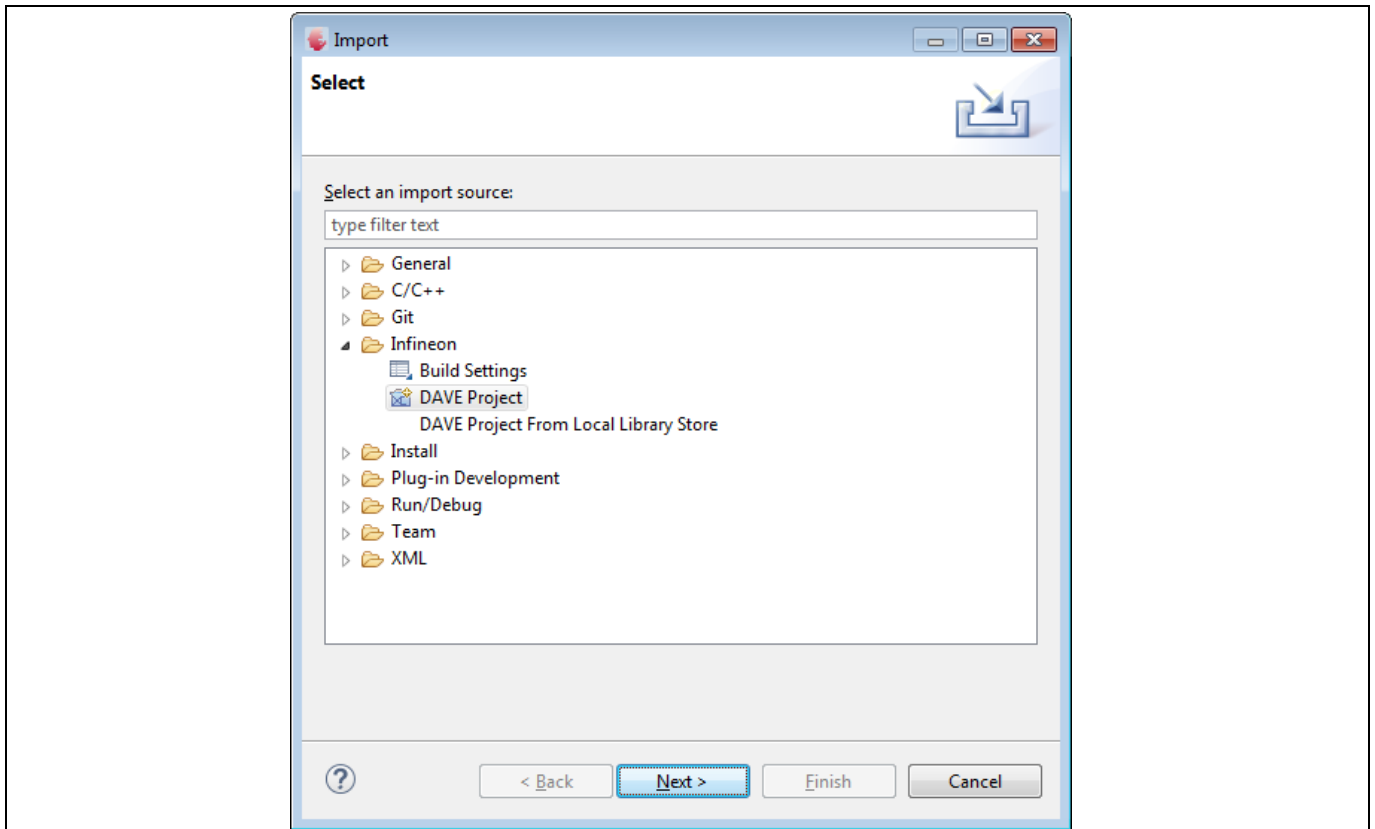 Import
Select
Select an import source:
type filter text
General
C/C++
Git
Infineon
Build Settings
DAVE Project
DAVE Project From Local Library Store
Install
Plug-in Development
Run/Debug
Team
XML
? < Back Next > Finish Cancel